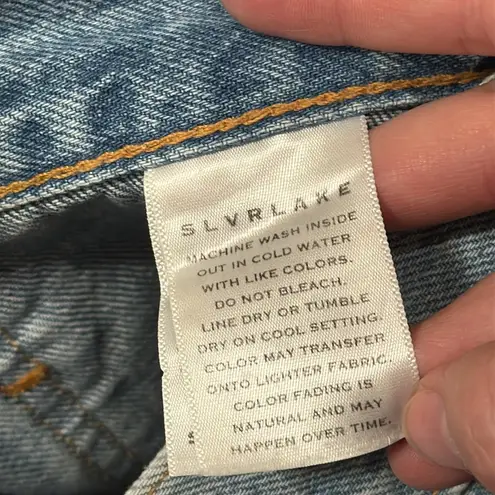 SLVRLAKE
MACHINE WASH INSIDE
OUT IN COLD WATER
WITH LIKE COLORS.
DO NOT BLEACH.
LINE DRY OR TUMBLE
DRY ON COOL SETTING.
COLOR MAY TRANSFER
ONTO LIGHTER FABRIC.
COLOR FADING IS
NATURAL AND MAY
HAPPEN OVER TIME.